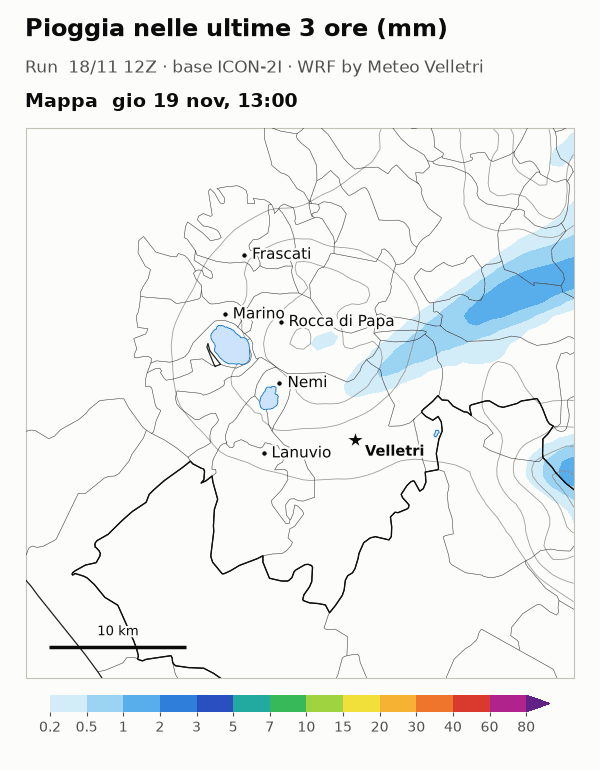 Pioggia nelle ultime 3 ore (mm)
Run  18/11 12Z · base ICON-2I · WRF by Meteo Velletri
Mappa  gio 19 nov, 13:00
Frascati
Marino
Rocca di Papa
Nemi
Velletri
Lanuvio
10 km
0.2 0.5 1 2 3 5 7 10 15 20 30 40 60 80